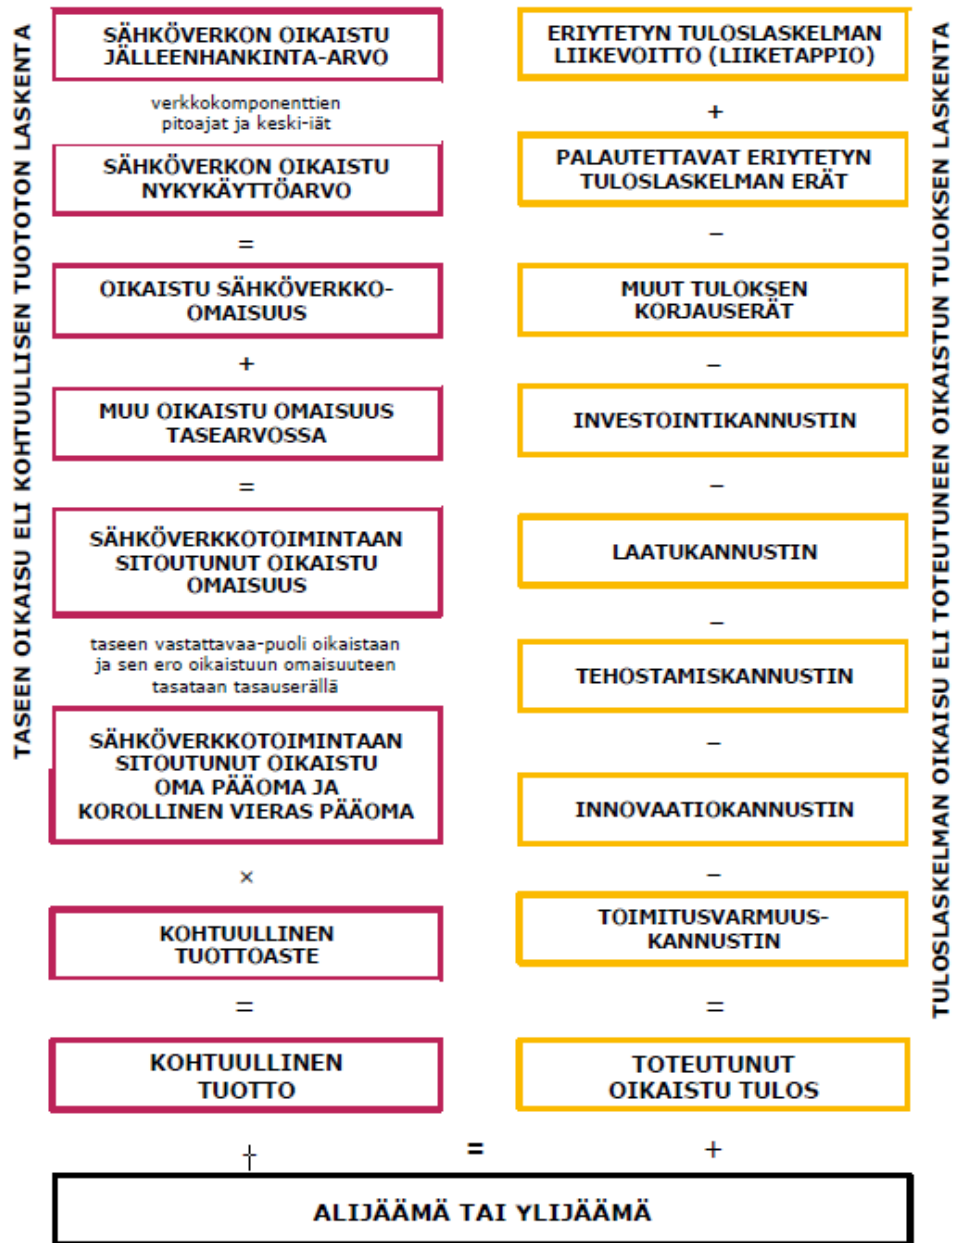 TASEEN OIKAISU ELI KOHTUULLISEN TUOTOTON LASKENTA
SÄHKÖVERKON OIKAISTU
JÄLLEENHANKINTA-ARVO
verkkokomponenttien
pitoajat ja keski-iät
SÄHKÖVERKON OIKAISTU
NYKYKÄYTTÖARVO
=
OIKAISTU SÄHKÖVERKKO-
OMAISUUS
+
MUU OIKAISTU OMAISUUS
TASEARVOSSA
=
SÄHKÖVERKKOTOIMINTAAN
SITOUTUNUT OIKAISTU
OMAISUUS
taseen vastattavaa-puoli oikaistaan
ja sen ero oikaistuun omaisuuteen
tasataan tasauserällä
SÄHKÖVERKKOTOIMINTAAN
SITOUTUNUT OIKAISTU
OMA PÄÄOMA JA
KOROLLINEN VIERAS PÄÄOMA
×
KOHTUULLINEN
TUOTTOASTE
=
KOHTUULLINEN
TUOTTO
ERIYTETYN TULOSLASKELMAN
LIIKEVOITTO (LIIKETAPPIO)
+
PALAUTETTAVAT ERIYTETYN
TULOSLASKELMAN ERÄT
–
MUUT TULOKSEN
KORJAUSERÄT
–
INVESTOINTIKANNUSTIN
–
LAATUKANNUSTIN
–
TEHOSTAMISKANNUSTIN
–
INNOVAATIOKANNUSTIN
–
TOIMITUSVARMUUS-
KANNUSTIN
=
TOTEUTUNUT
OIKAISTU TULOS
TULOSLASKELMAN OIKAISU ELI TOTEUTUNEEN OIKAISTUN TULOKSEN LASKENTA
† = +
ALIJÄÄMÄ TAI YLIJÄÄMÄ